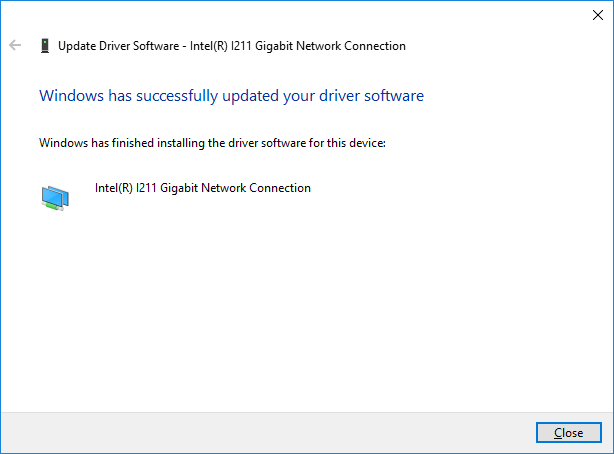 Update Driver Software - Intel(R) I211 Gigabit Network Connection
Windows has successfully updated your driver software
Windows has finished installing the driver software for this device:
Intel(R) I211 Gigabit Network Connection
Close